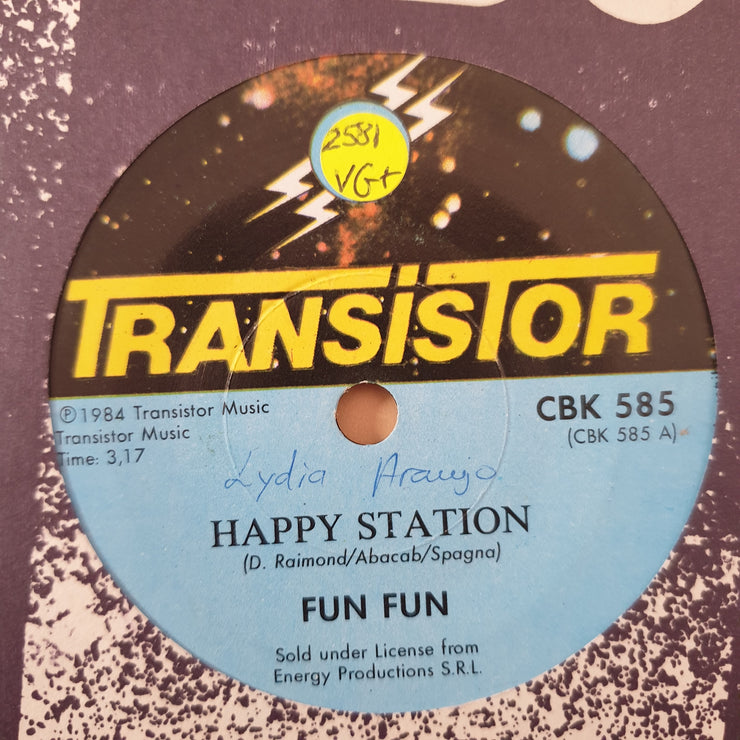 2581
VG+
TRANSISTOR
℗1984 Transistor Music
Transistor Music
Time: 3,17
CBK 585
(CBK 585 A)
Lydia Araujo
HAPPY STATION
(D. Raimond/Abacab/Spagna)
FUN FUN
Sold under License from
Energy Productions S.R.L.